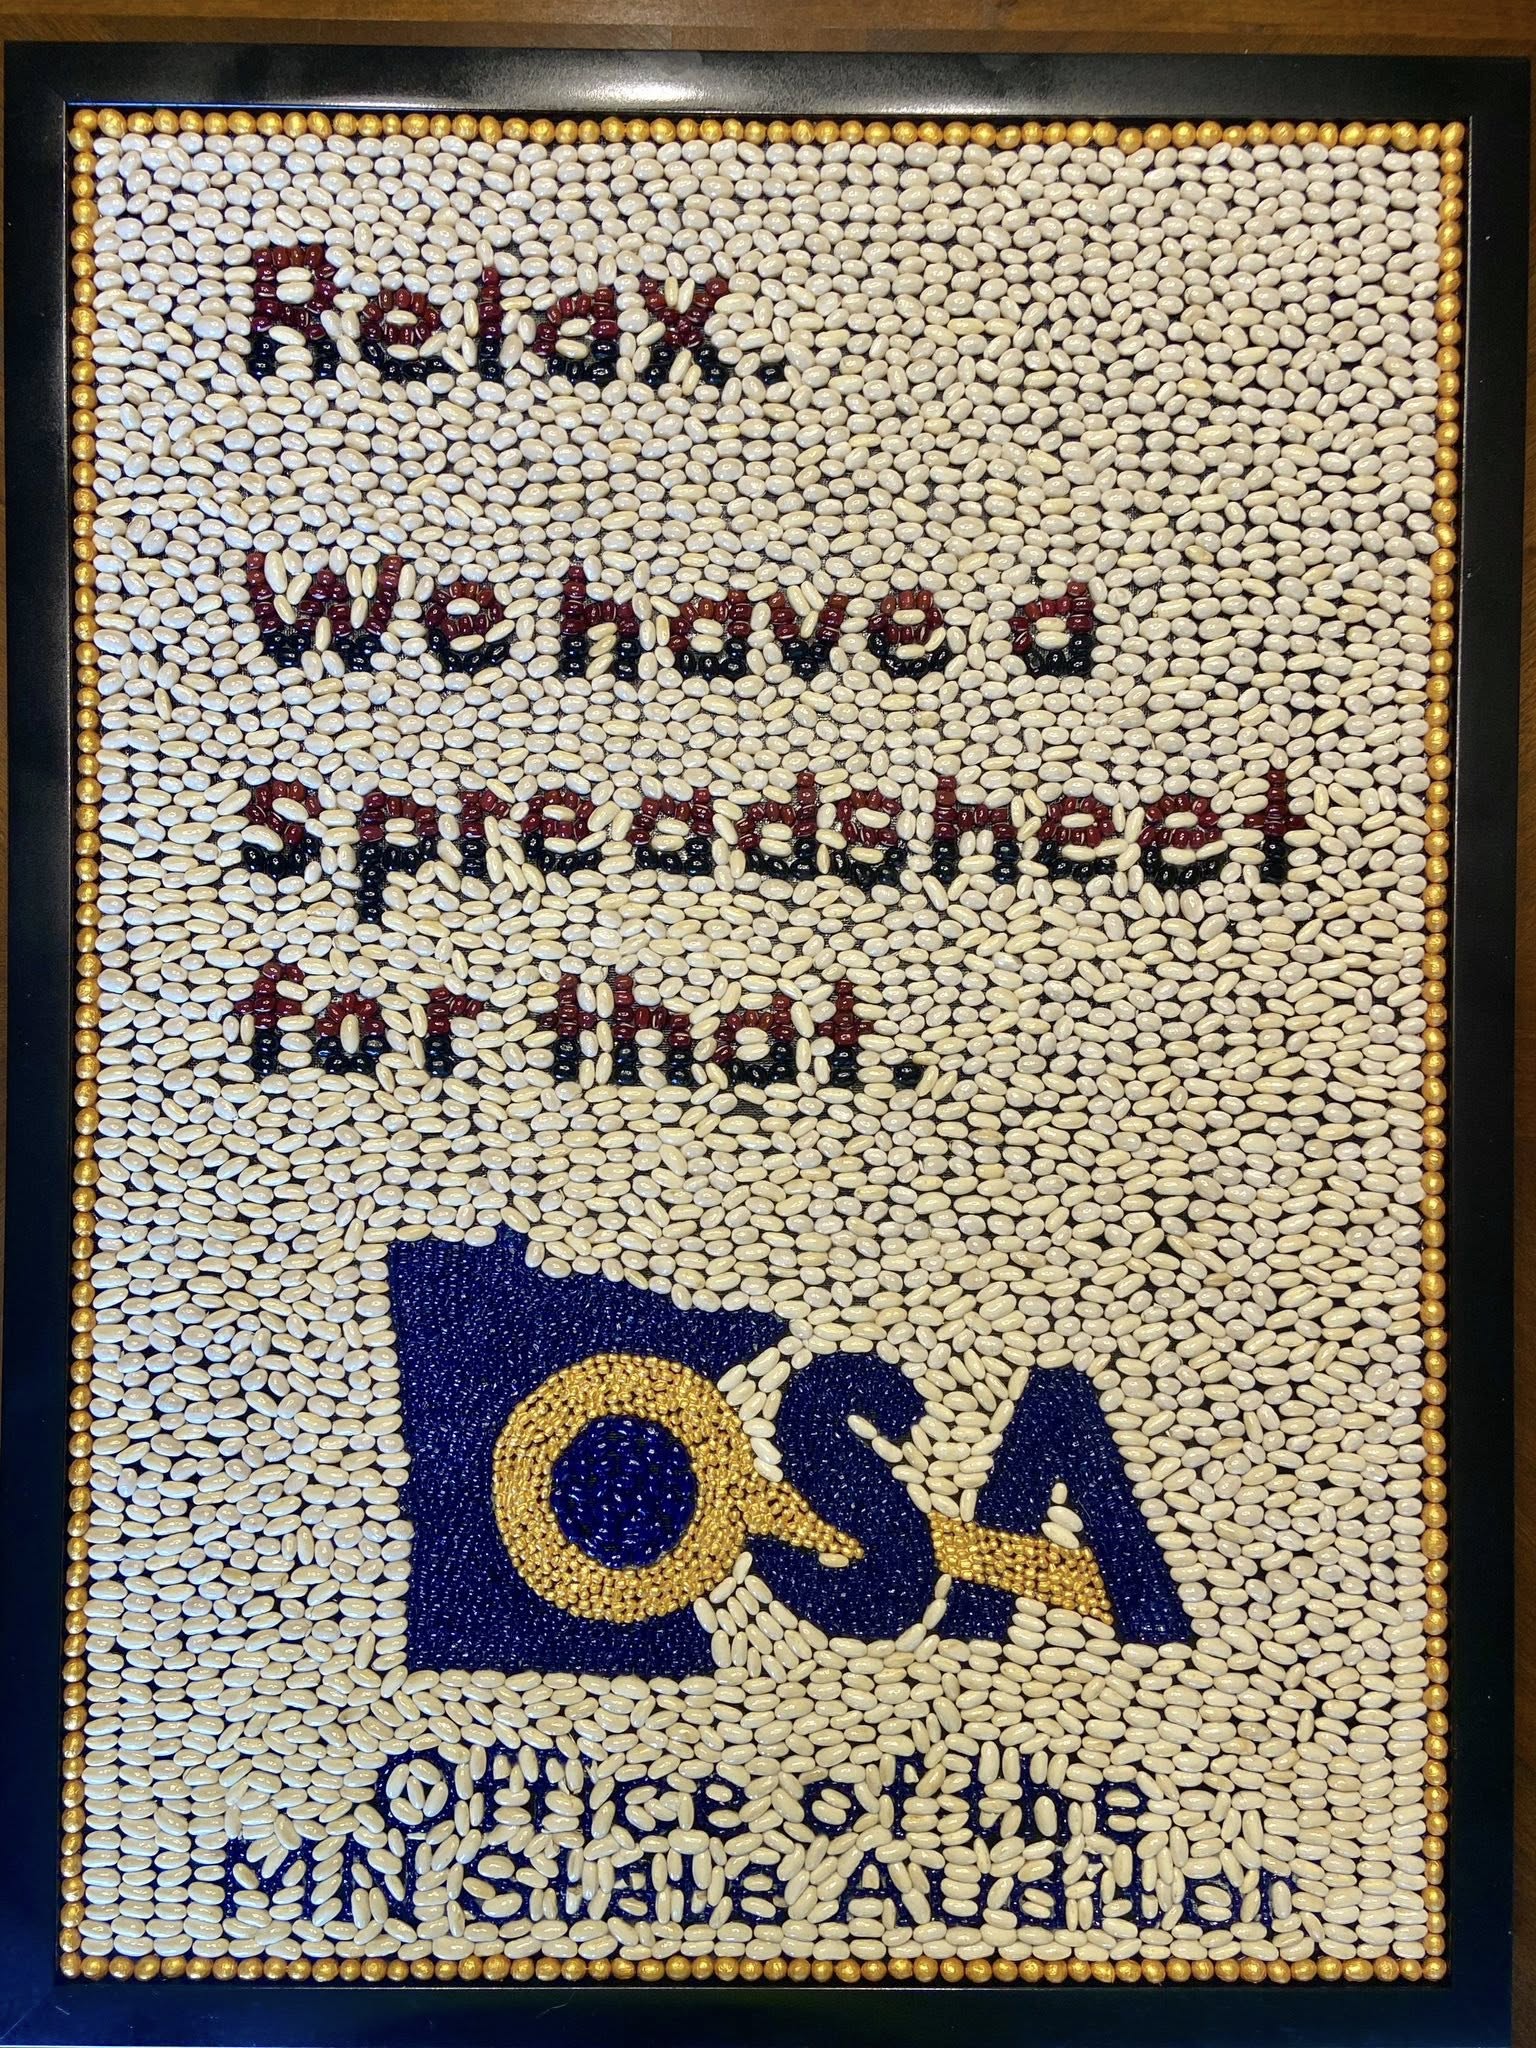 Relax.
We have a
spreadsheet
for that.
OSA
Office of the
MN State Auditor